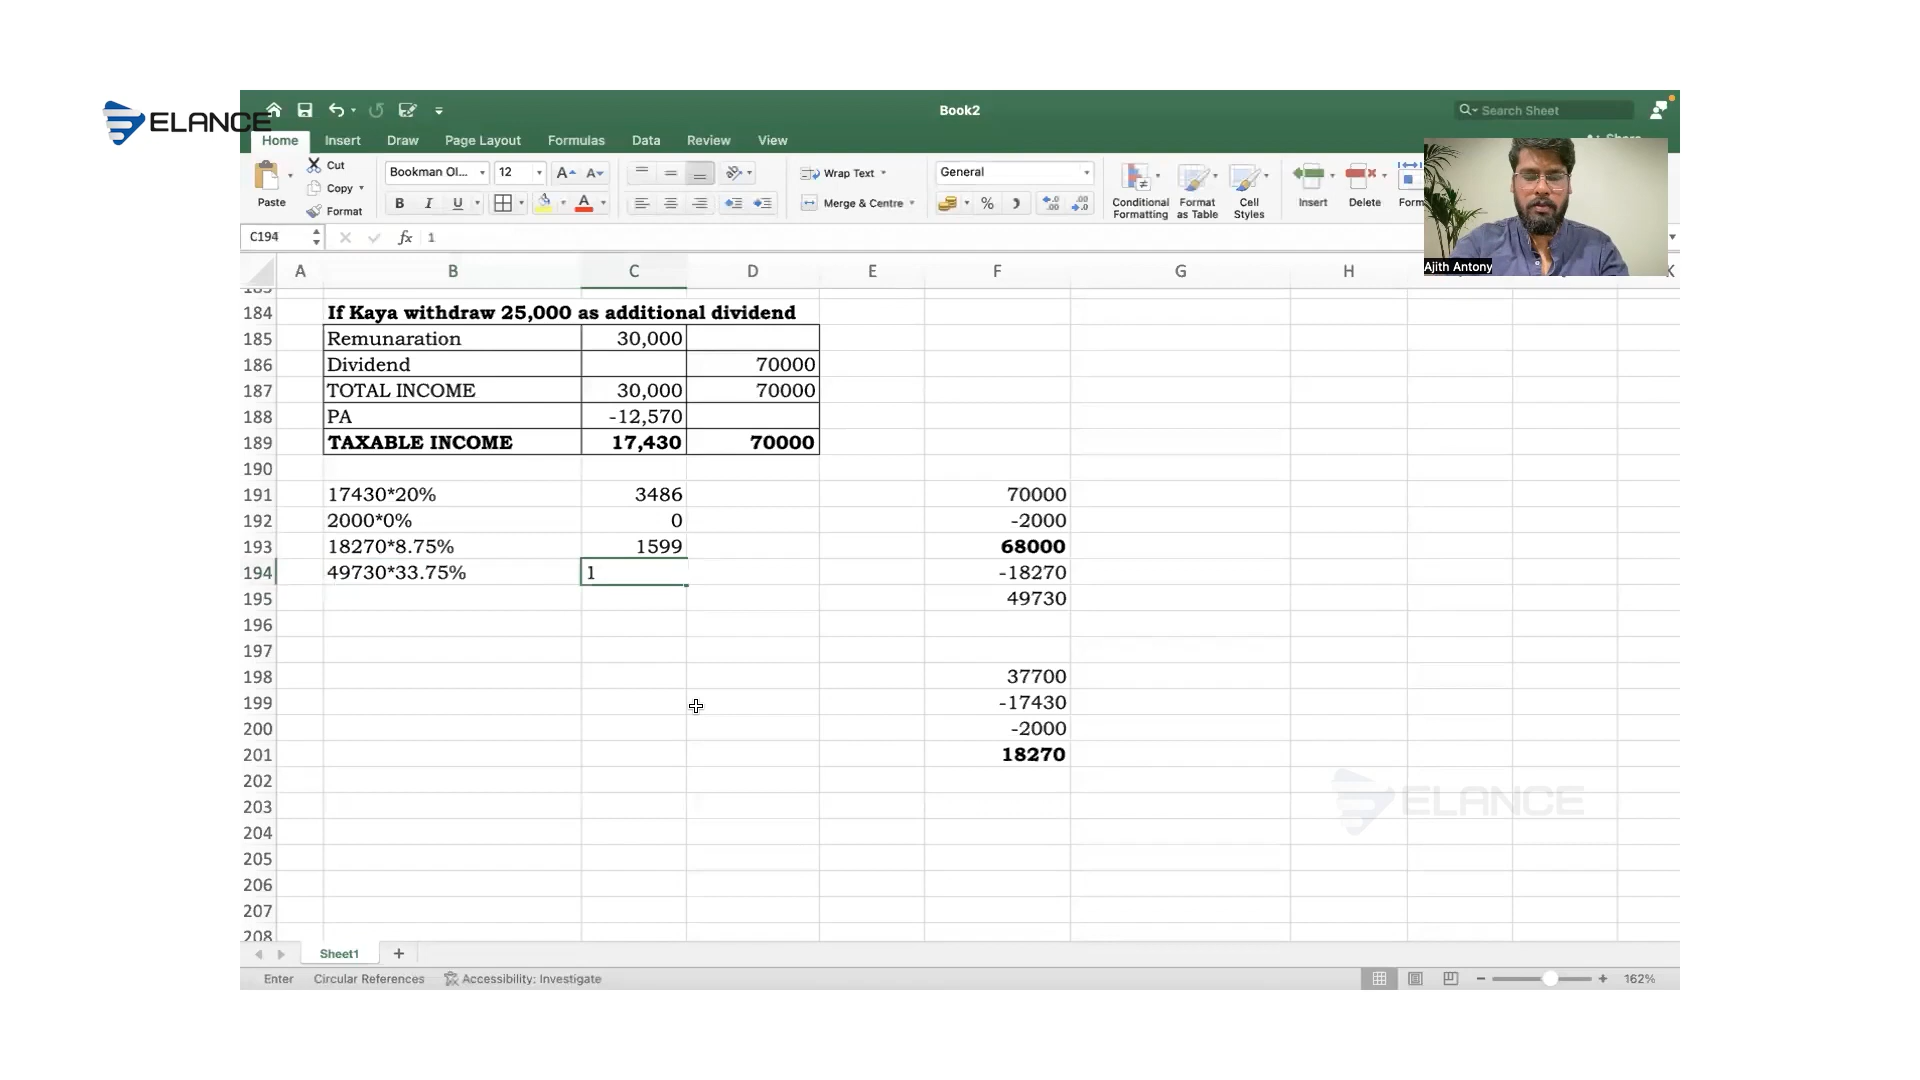 ELANCE
Book2
Search Sheet
Home Insert Draw Page Layout Formulas Data Review View
Paste
Cut
Copy
Format
Bookman Ol... 12
B I U
Wrap Text
Merge & Centre
General
Conditional Formatting
Format as Table
Cell Styles
Insert
Delete
Ajith Antony
C194 fx 1
A B C D E F G H K
184 If Kaya withdraw 25,000 as additional dividend
185 Remunaration 30,000
186 Dividend 70000
187 TOTAL INCOME 30,000 70000
188 PA -12,570
189 TAXABLE INCOME 17,430 70000
190
191 17430*20% 3486 70000
192 2000*0% 0 -2000
193 18270*8.75% 1599 68000
194 49730*33.75% 1 -18270
195 49730
196
197
198 37700
199 -17430
200 -2000
201 18270
202
203
204
205
206
207
208
ELANCE
Sheet1
Enter Circular References Accessibility: Investigate 162%